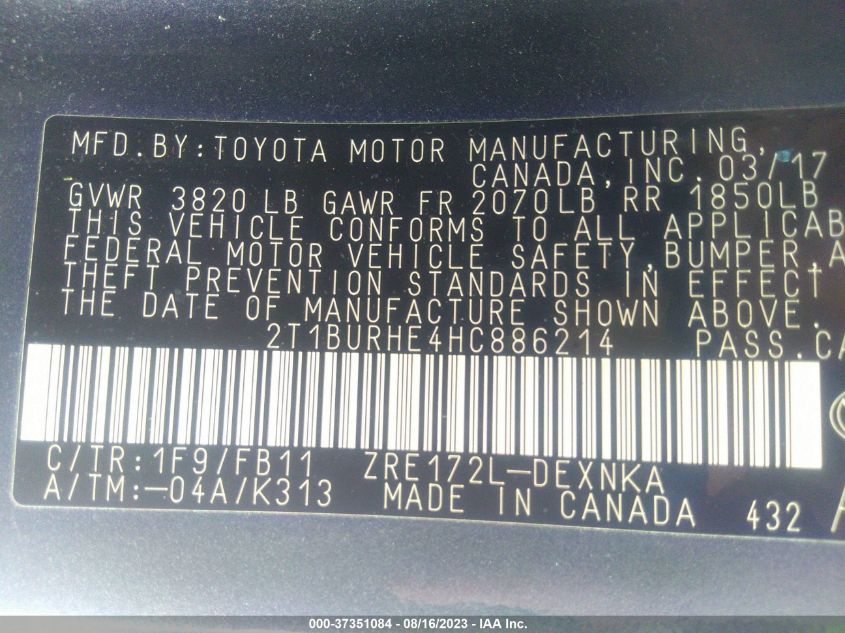 MFD.BY:TOYOTA MOTOR MANUFACTURING,
CANADA,INC. 03/17
GVWR 3820 LB GAWR FR 2070LB RR 1850LB
THIS VEHICLE CONFORMS TO ALL APPLICAB
FEDERAL MOTOR VEHICLE SAFETY,BUMPER,A
THEFT PREVENTION STANDARDS IN EFFECT
THE DATE OF MANUFACTURE SHOWN ABOVE.
2T1BURHE4HC886214 PASS.CA
C/TR:1F9/FB11 ZRE172L-DEXNKA
A/TM:-04A/K313 MADE IN CANADA 432
000-37351084 - 08/16/2023 - IAA Inc.